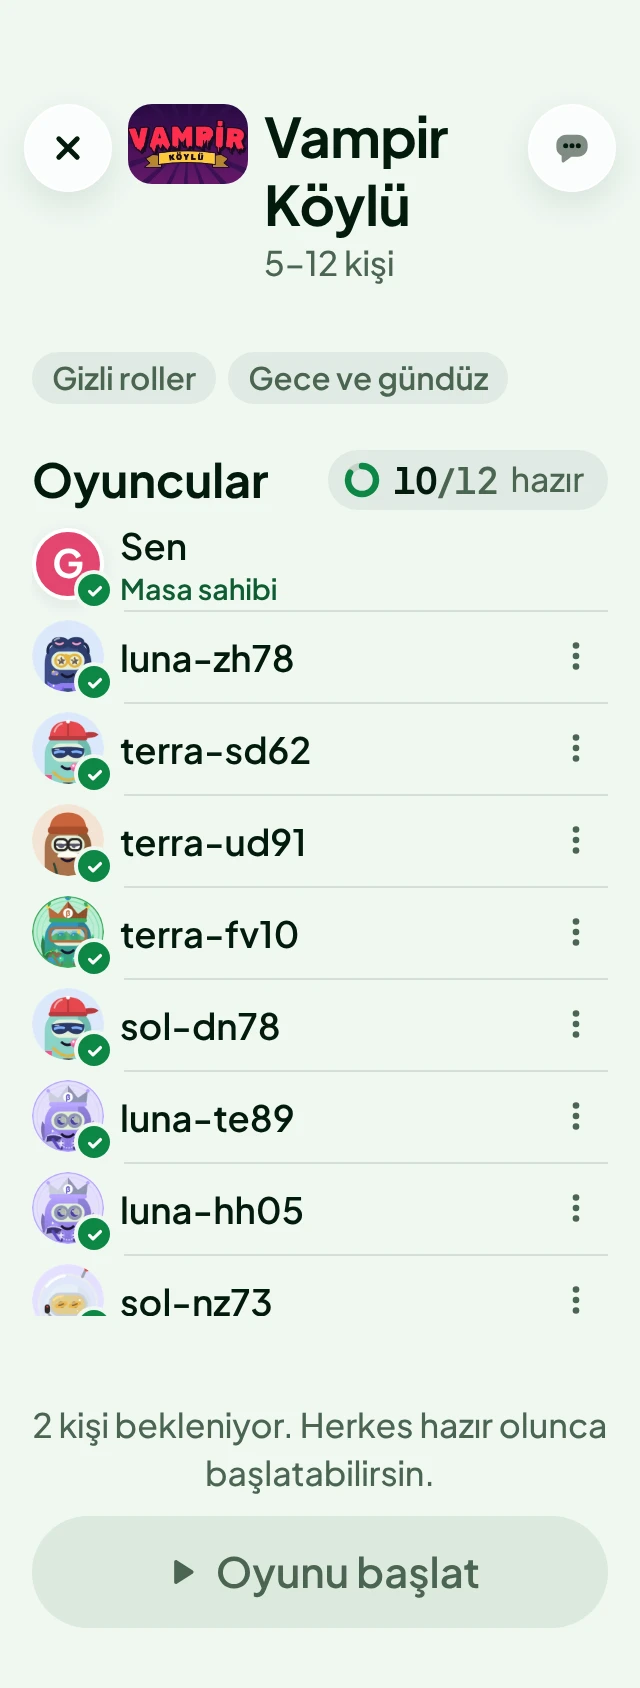 VAMPİR
KÖYLÜ
Vampir
Köylü
5–12 kişi
Gizli roller
Gece ve gündüz
Oyuncular
10/12 hazır
G
Sen
Masa sahibi
luna-zh78
terra-sd62
terra-ud91
terra-fv10
sol-dn78
luna-te89
luna-hh05
sol-nz73
2 kişi bekleniyor. Herkes hazır olunca
başlatabilirsin.
Oyunu başlat